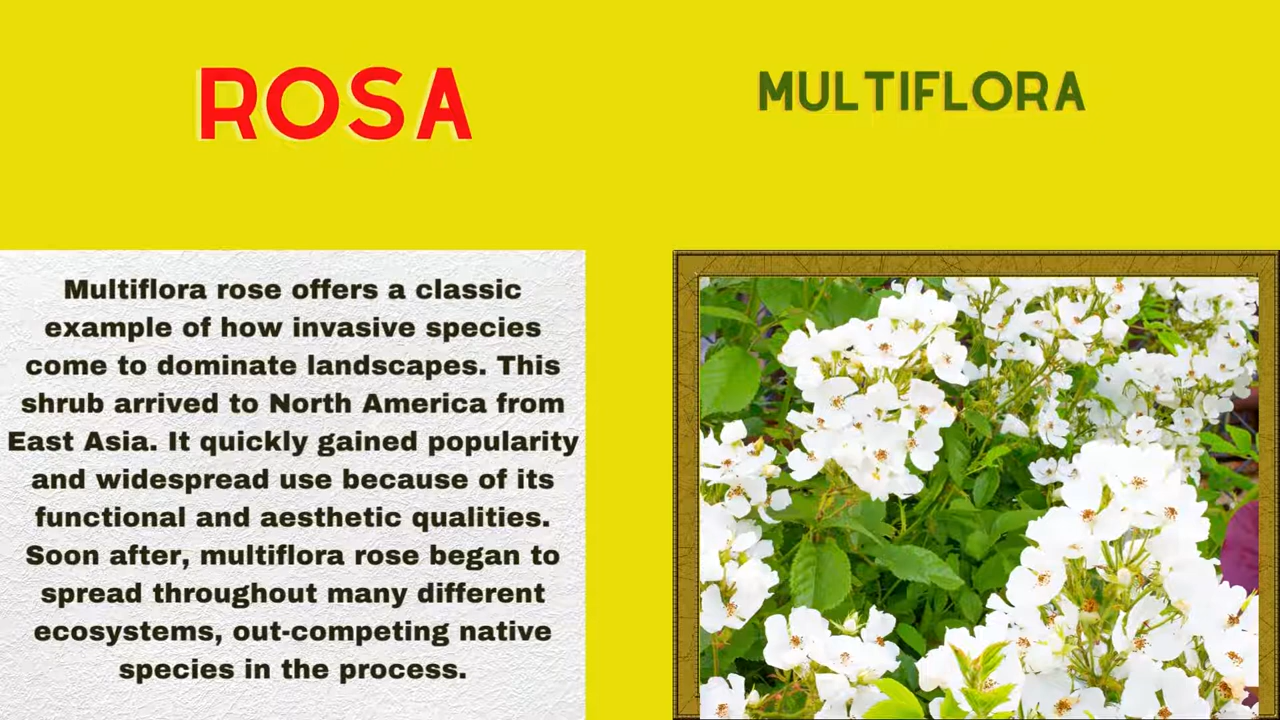 ROSA
MULTIFLORA
Multiflora rose offers a classic
example of how invasive species
come to dominate landscapes. This
shrub arrived to North America from
East Asia. It quickly gained popularity
and widespread use because of its
functional and aesthetic qualities.
Soon after, multiflora rose began to
spread throughout many different
ecosystems, out-competing native
species in the process.